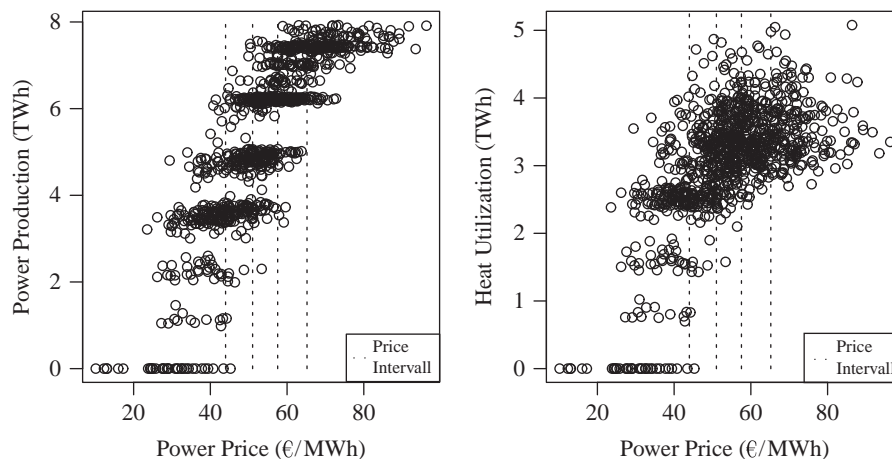 8
6
4
2
0
Power Production (TWh)
20
40
60
80
Power Price (€/MWh)
Price
Intervall
5
4
3
2
1
0
Heat Utilization (TWh)
20
40
60
80
Power Price (€/MWh)
Price
Intervall